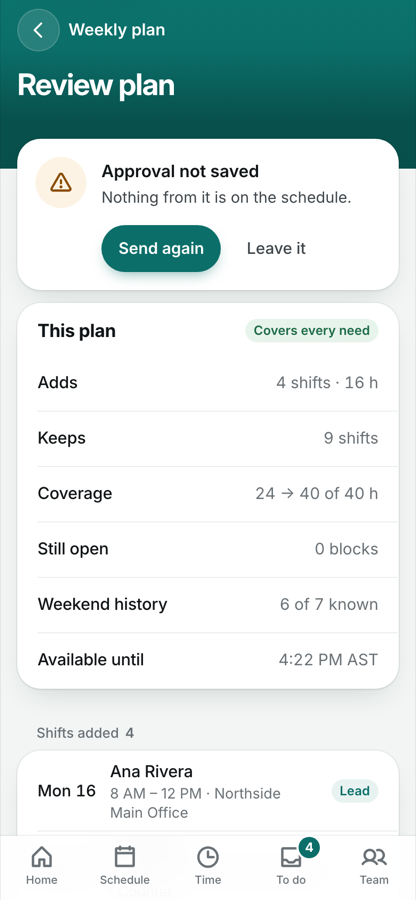 Weekly plan
Review plan
Approval not saved
Nothing from it is on the schedule.
Send again
Leave it
This plan
Covers every need
Adds
4 shifts · 16 h
Keeps
9 shifts
Coverage
24 → 40 of 40 h
Still open
0 blocks
Weekend history
6 of 7 known
Available until
4:22 PM AST
Shifts added 4
Mon 16
Ana Rivera
8 AM – 12 PM · Northside
Main Office
Lead
4
Home
Schedule
Time
To do
Team